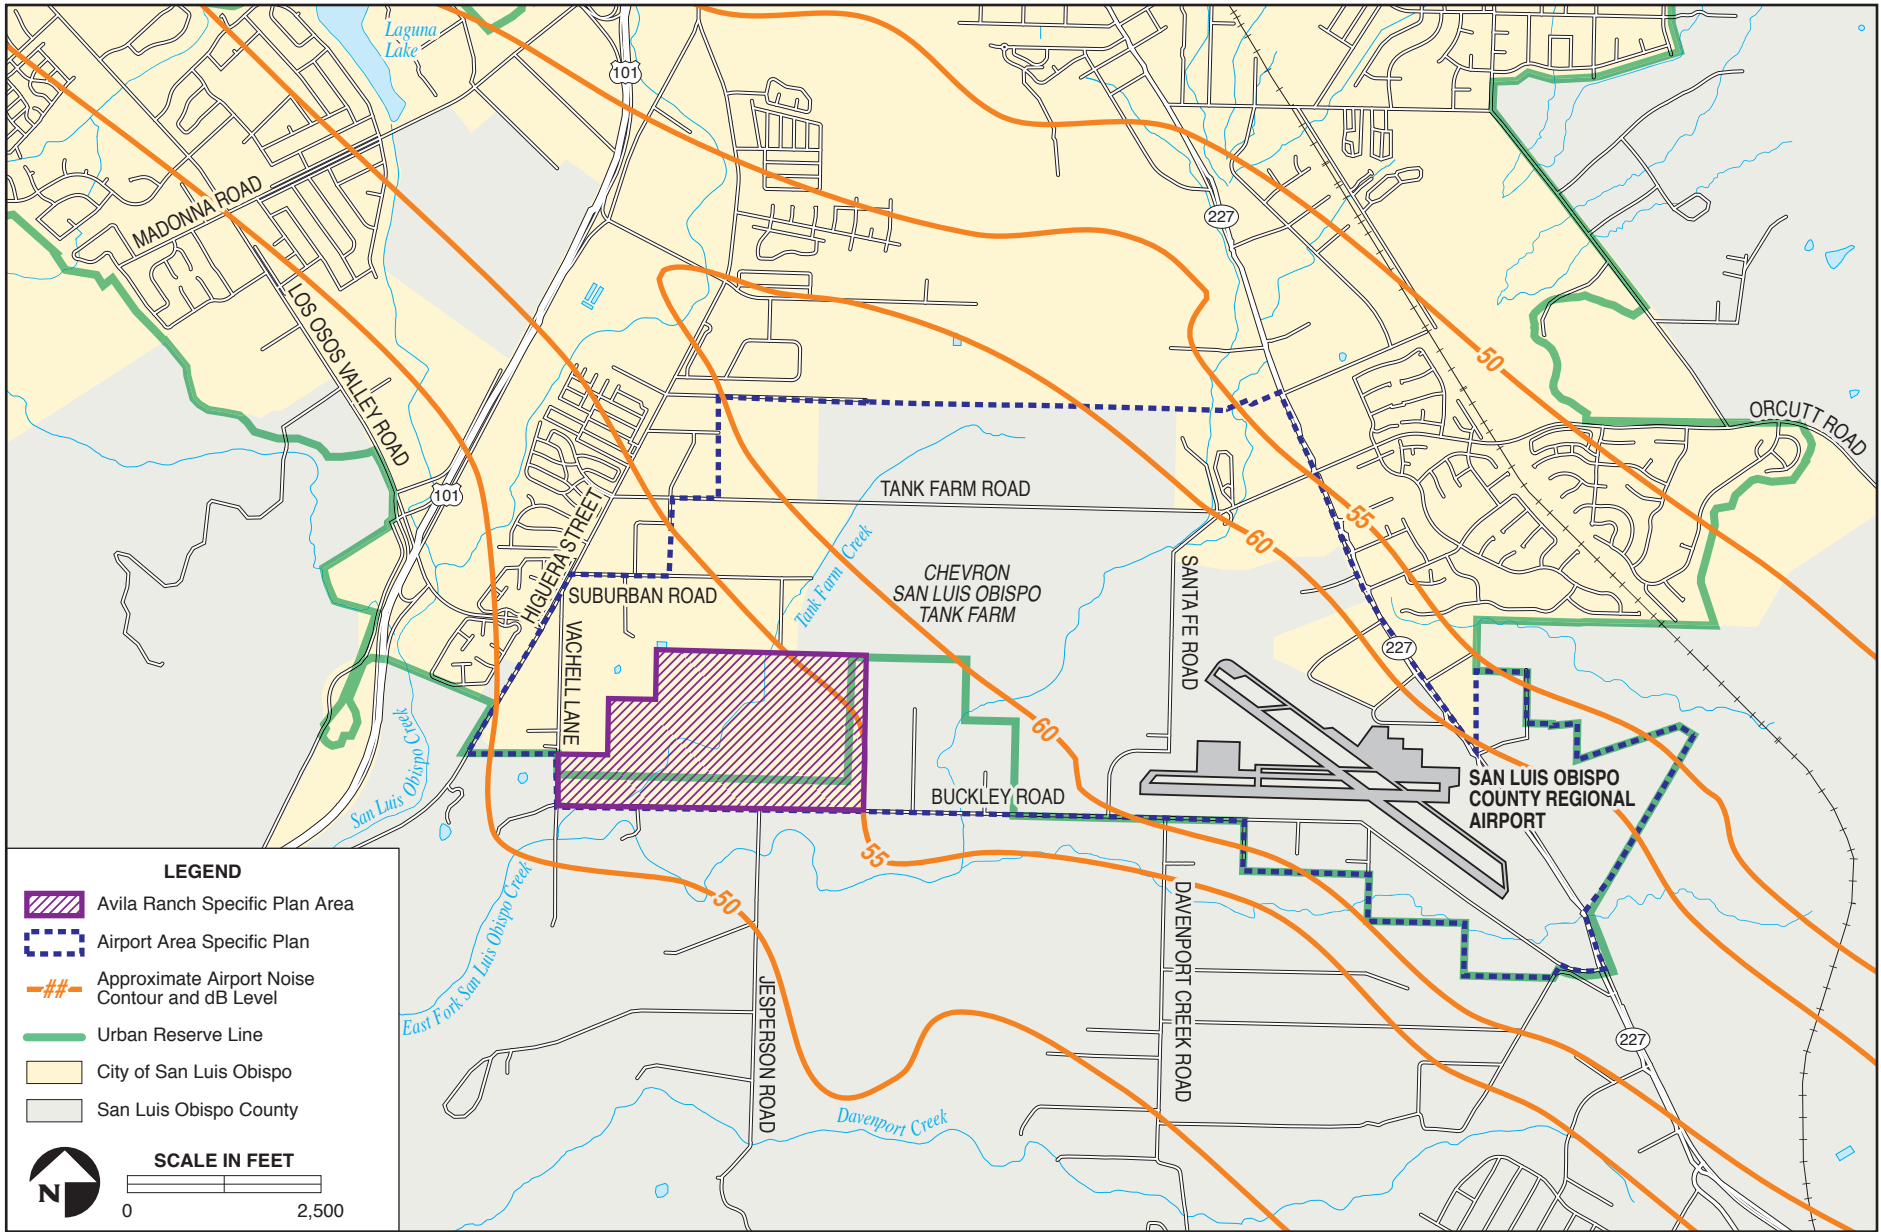 Laguna
Lake
101
MADONNA ROAD
227
LOS OSOS VALLEY ROAD
50
ORCUTT ROAD
101
TANK FARM ROAD
HIGUERA STREET
55
60
Tank Farm Creek
CHEVRON
SAN LUIS OBISPO
TANK FARM
SANTA FE ROAD
SUBURBAN ROAD
VACHELL LANE
227
San Luis Obispo Creek
60
SAN LUIS OBISPO
COUNTY REGIONAL
AIRPORT
BUCKLEY ROAD
55
50
East Fork San Luis Obispo Creek
DAVENPORT CREEK ROAD
JESPERSON ROAD
227
Davenport Creek
LEGEND
Avila Ranch Specific Plan Area
Airport Area Specific Plan
##
Approximate Airport Noise
Contour and dB Level
Urban Reserve Line
City of San Luis Obispo
San Luis Obispo County
N
SCALE IN FEET
0 2,500